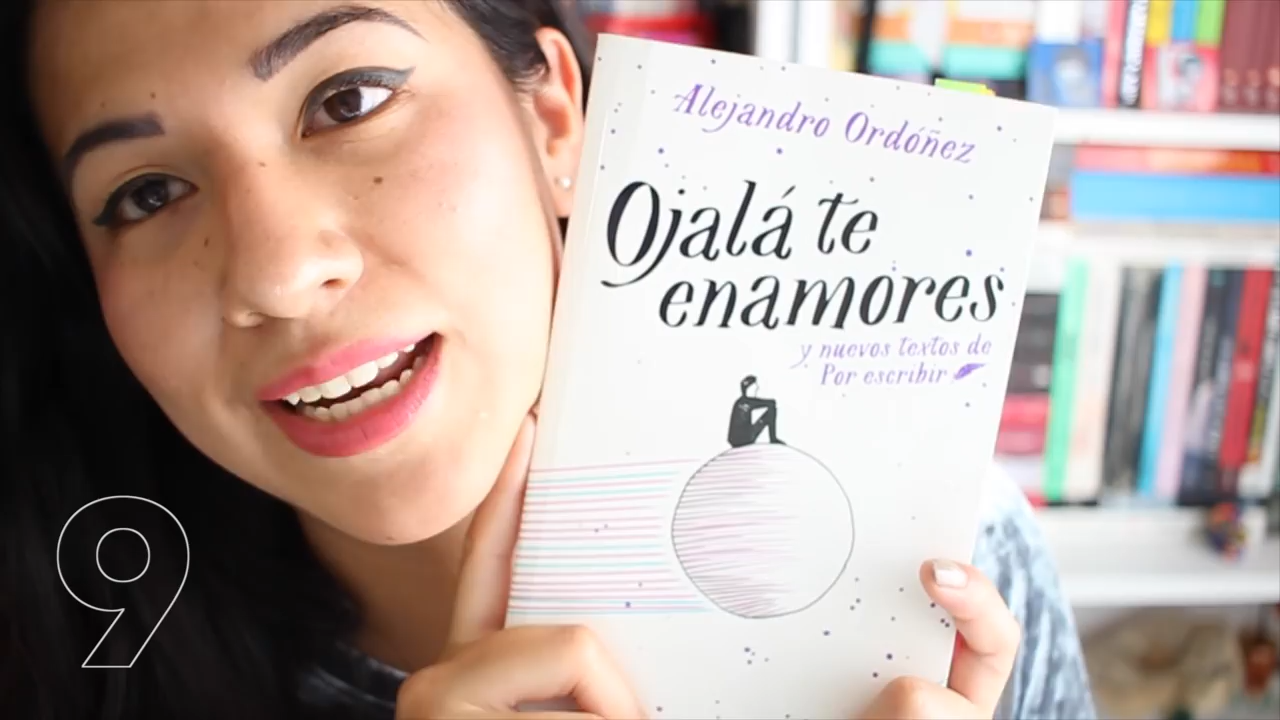 Alejandro Ordóñez
Ojalá te
enamores
y nuevos textos de
Por escribir
9